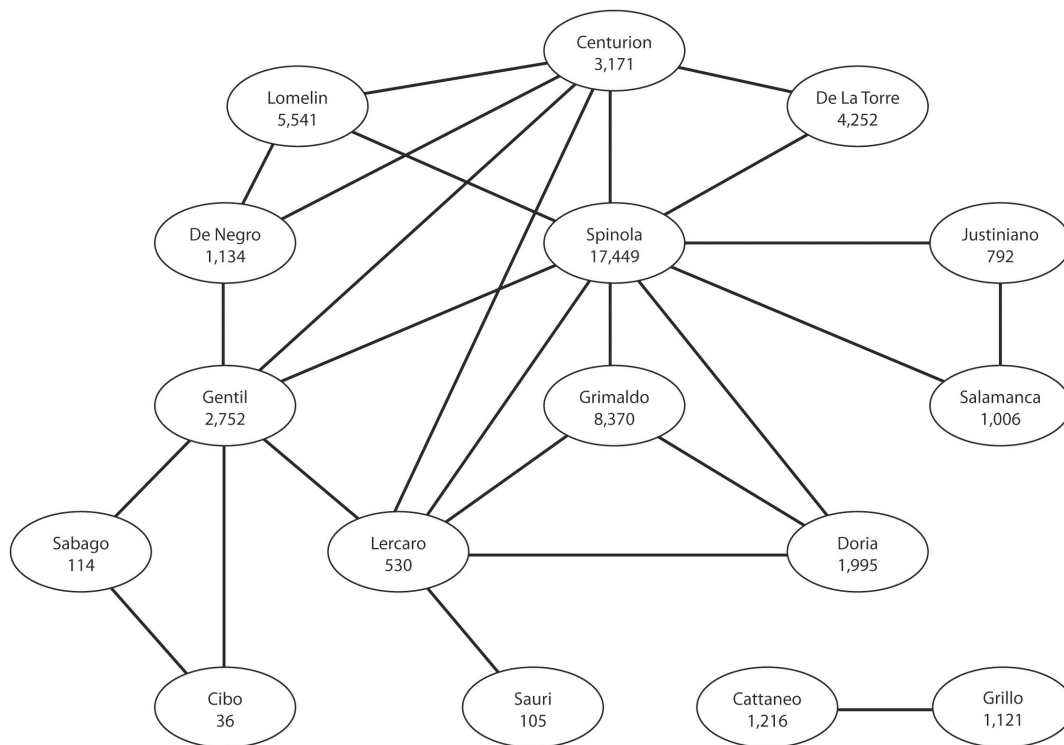 Centurion
3,171
Lomelin
5,541
De La Torre
4,252
De Negro
1,134
Spinola
17,449
Justiniano
792
Gentil
2,752
Grimaldo
8,370
Salamanca
1,006
Sabago
114
Lercaro
530
Doria
1,995
Cibo
36
Sauri
105
Cattaneo
1,216
Grillo
1,121